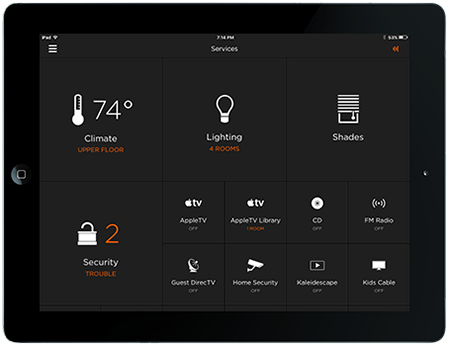 iPad
7:14 PM
53%
Services
74°
Climate
UPPER FLOOR
Lighting
4 ROOMS
Shades
2
Security
TROUBLE
tv
AppleTV
OFF
tv
AppleTV Library
1 ROOM
CD
OFF
FM Radio
OFF
Guest DirecTV
OFF
Home Security
OFF
Kaleidescape
OFF
Kids Cable
OFF